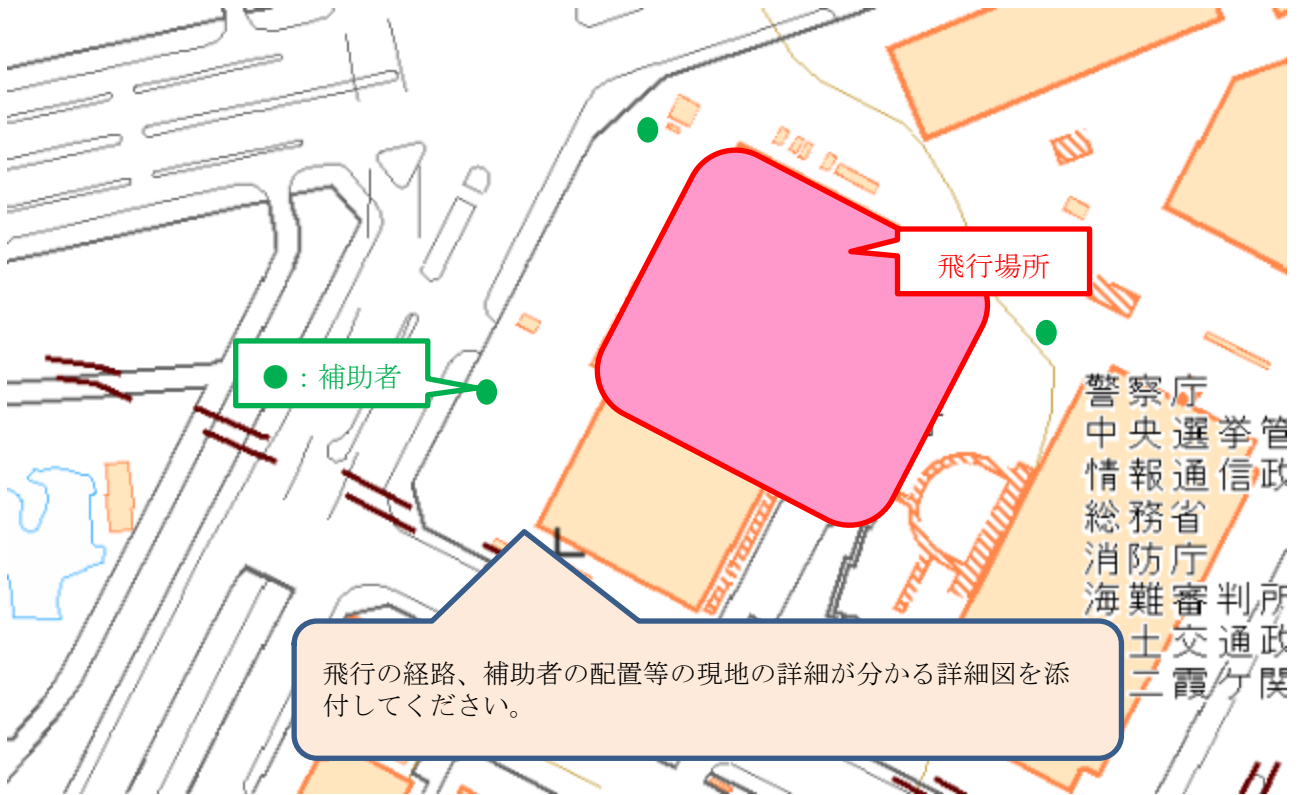 飛行場所
●：補助者
警察庁
中央選挙管
情報通信政
総務省
消防庁
海難審判所
土交通政
二霞ケ関
飛行の経路、補助者の配置等の現地の詳細が分かる詳細図を添
付してください。